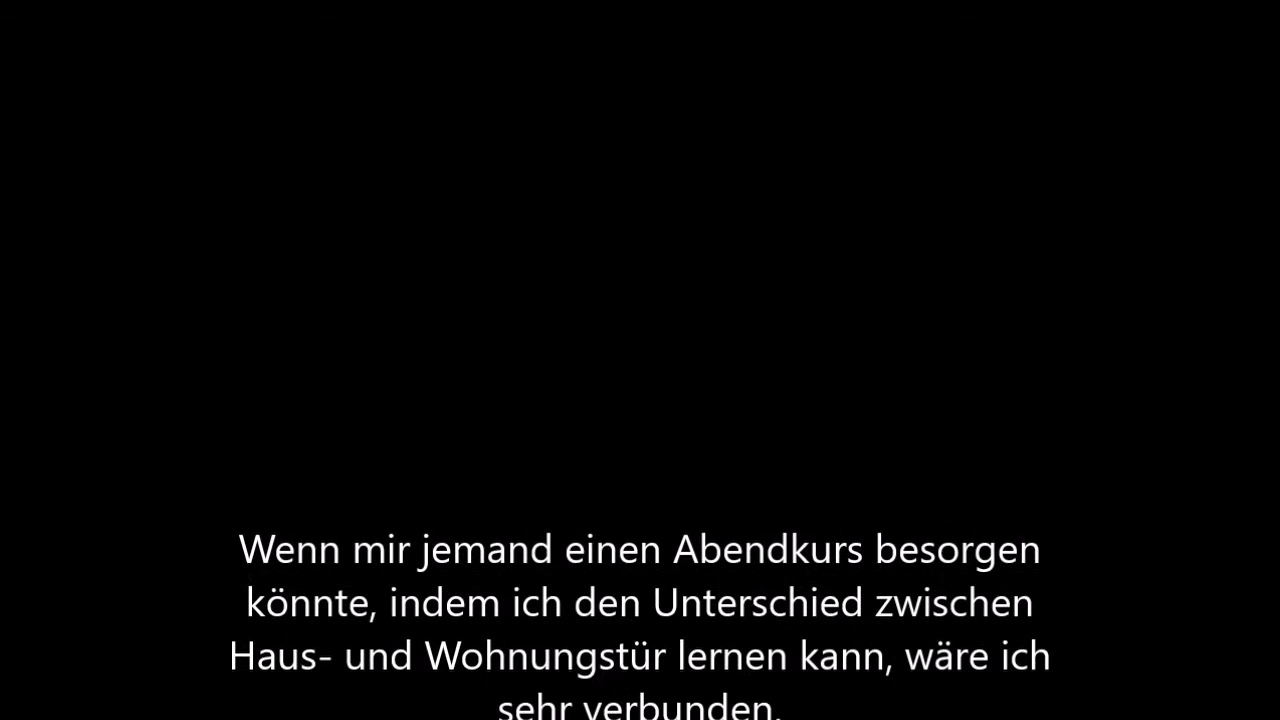 Wenn mir jemand einen Abendkurs besorgen
könnte, indem ich den Unterschied zwischen
Haus- und Wohnungstür lernen kann, wäre ich
sehr verbunden.